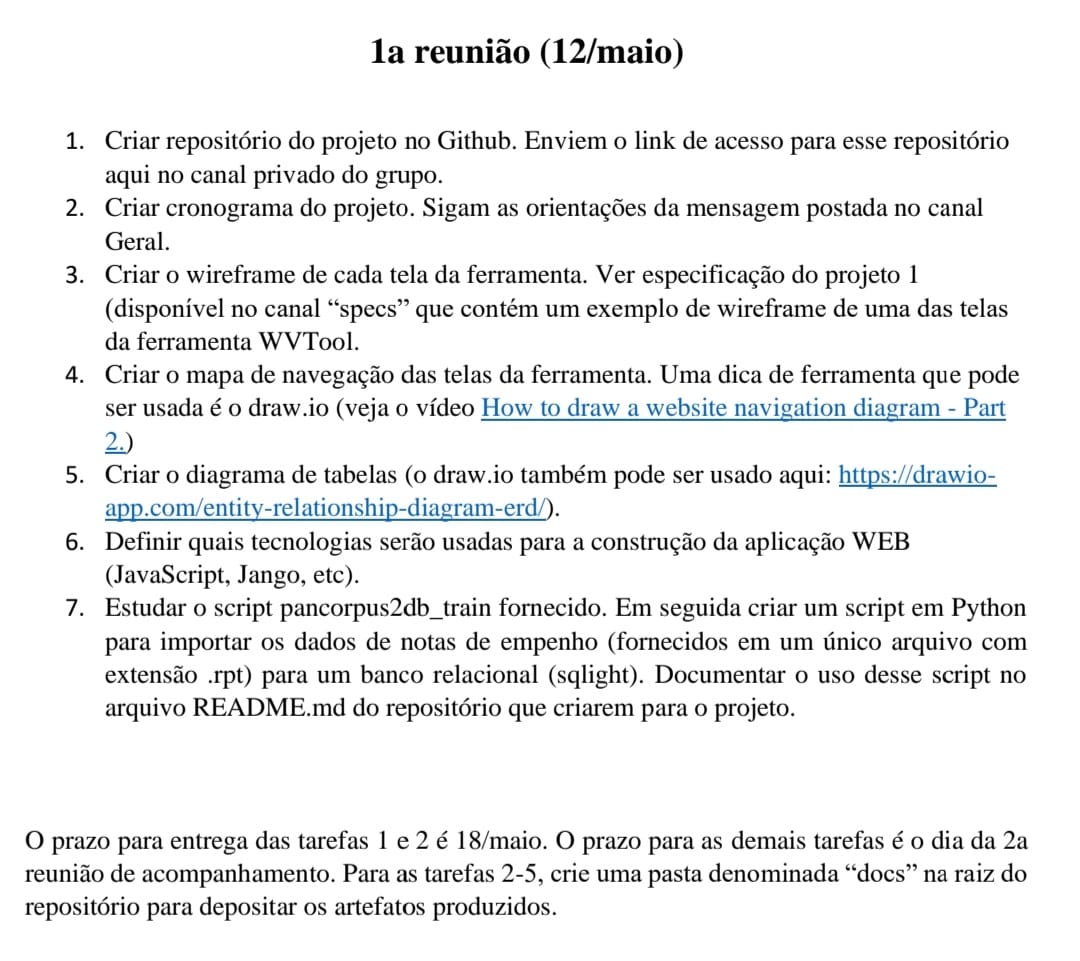 1a reunião (12/maio)
1. Criar repositório do projeto no Github. Enviem o link de acesso para esse repositório
aqui no canal privado do grupo.
2. Criar cronograma do projeto. Sigam as orientações da mensagem postada no canal
Geral.
3. Criar o wireframe de cada tela da ferramenta. Ver especificação do projeto 1
(disponível no canal “specs” que contém um exemplo de wireframe de uma das telas
da ferramenta WVTool.
4. Criar o mapa de navegação das telas da ferramenta. Uma dica de ferramenta que pode
ser usada é o draw.io (veja o vídeo How to draw a website navigation diagram - Part
2.)
5. Criar o diagrama de tabelas (o draw.io também pode ser usado aqui: https://drawio-
app.com/entity-relationship-diagram-erd/).
6. Definir quais tecnologias serão usadas para a construção da aplicação WEB
(JavaScript, Jango, etc).
7. Estudar o script pancorpus2db_train fornecido. Em seguida criar um script em Python
para importar os dados de notas de empenho (fornecidos em um único arquivo com
extensão .rpt) para um banco relacional (sqlight). Documentar o uso desse script no
arquivo README.md do repositório que criarem para o projeto.
O prazo para entrega das tarefas 1 e 2 é 18/maio. O prazo para as demais tarefas é o dia da 2a
reunião de acompanhamento. Para as tarefas 2-5, crie uma pasta denominada “docs” na raiz do
repositório para depositar os artefatos produzidos.